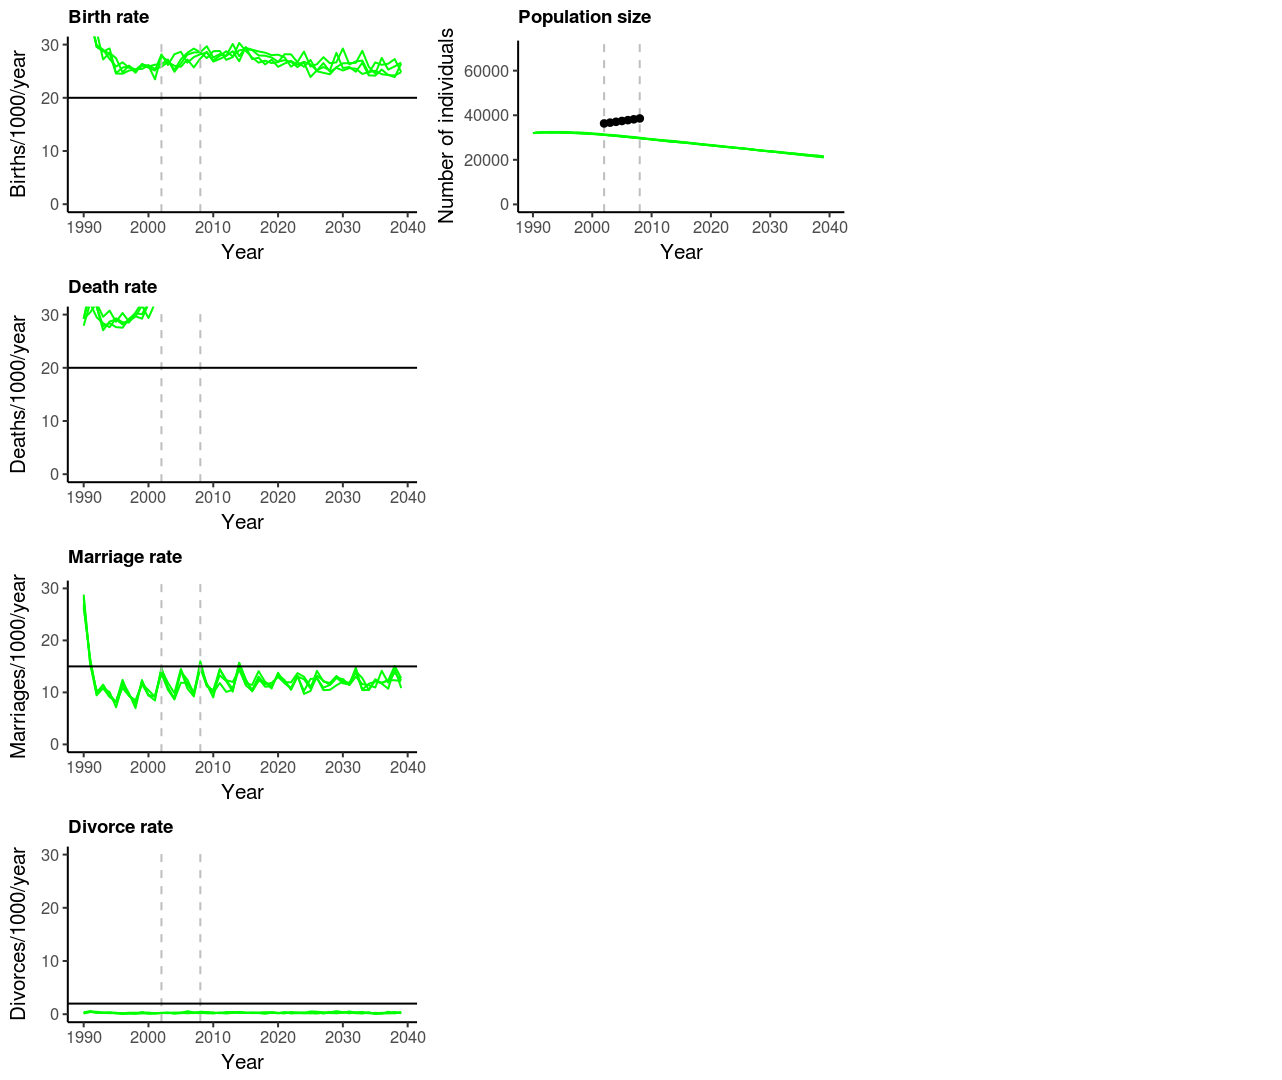 Birth rate
Births/1000/year
30
20
10
0
1990 2000 2010 2020 2030 2040
Year
Population size
Number of individuals
60000
40000
20000
0
1990 2000 2010 2020 2030 2040
Year
Death rate
Deaths/1000/year
30
20
10
0
1990 2000 2010 2020 2030 2040
Year
Marriage rate
Marriages/1000/year
30
20
10
0
1990 2000 2010 2020 2030 2040
Year
Divorce rate
Divorces/1000/year
30
20
10
0
1990 2000 2010 2020 2030 2040
Year